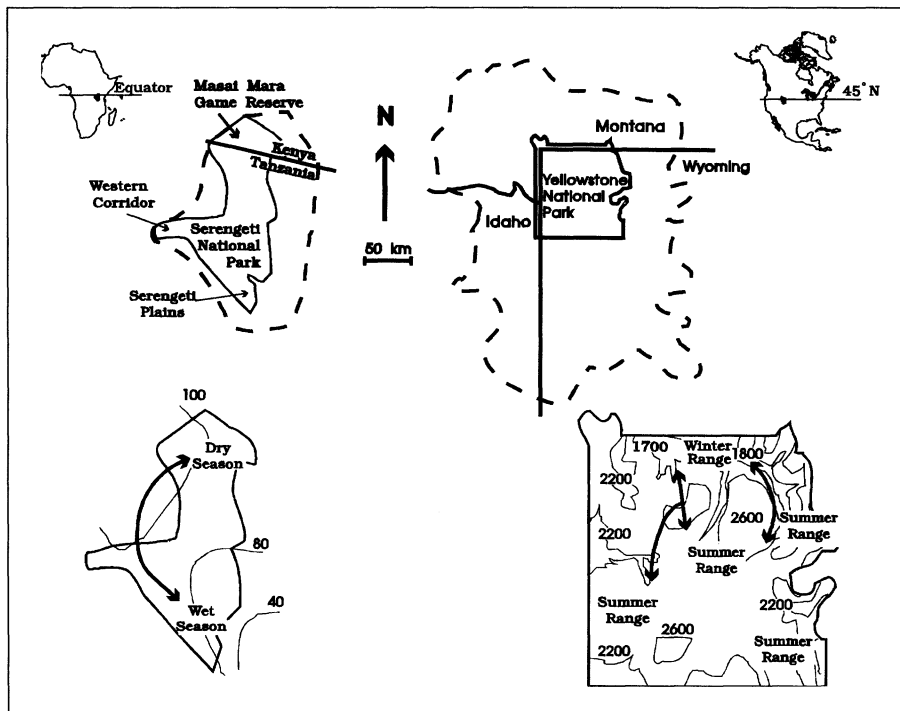 Equator
Masai Mara
Game Reserve
N
Kenya
Tanzania
Western
Corridor
Serengeti
National
Park
Serengeti
Plains
50 km
Montana
Wyoming
Yellowstone
National
Park
Idaho
45°N
100
Dry
Season
80
40
Wet
Season
1700
Winter
Range
1800
2200
2600
2200
Summer
Range
Summer
Range
Summer
Range
2200
2600
2200
Summer
Range